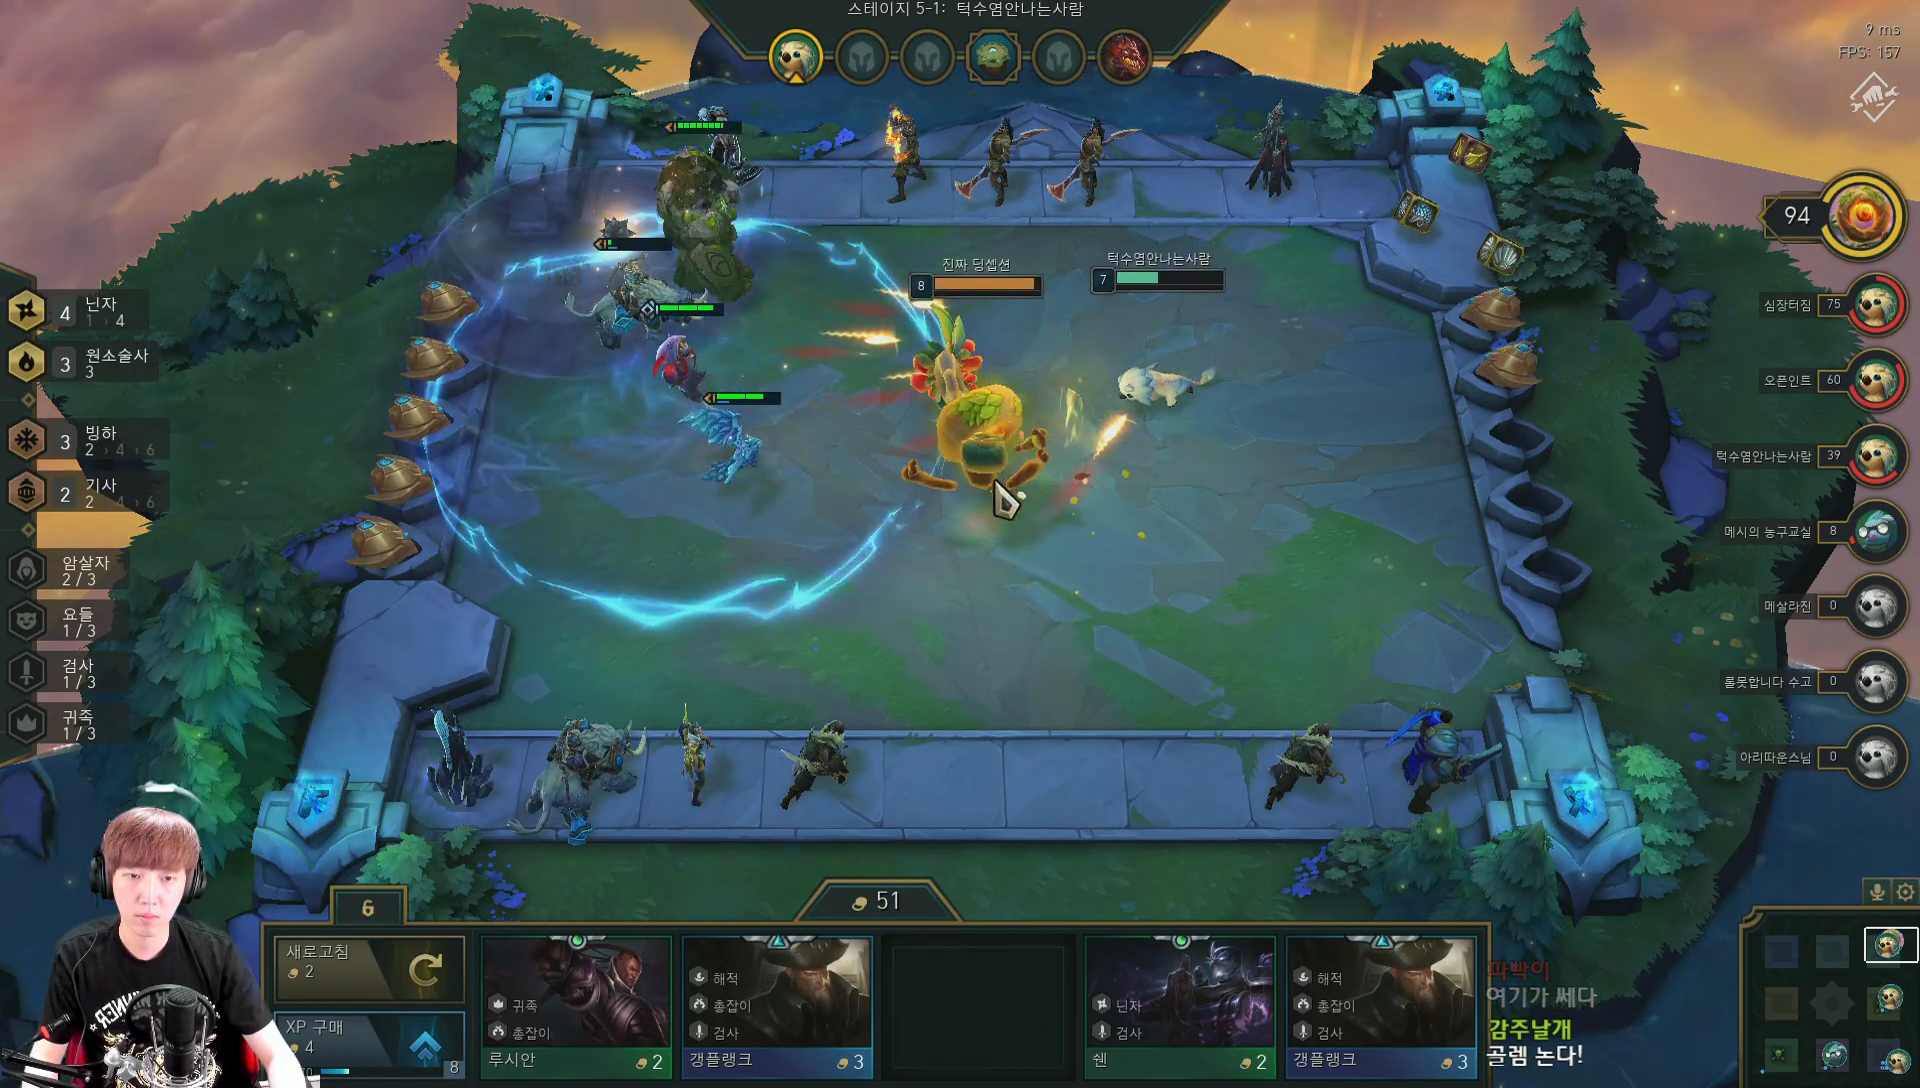 스테이지 5-1: 턱수염안나는사람
9 ms
FPS: 157
94
진짜 딩셉션
8
턱수염안나는사람
7
4
닌자
1 › 4
3
원소술사
3
3
빙하
2 › 4 › 6
2
기사
2 › 4 › 6
암살자
2 / 3
요들
1 / 3
검사
1 / 3
귀족
1 / 3
심장터짐 75
오픈인트 60
턱수염안나는사람 39
메시의 농구교실 8
메살라진 0
롤못합니다 수고 0
아리따운스님 0
6
51
새로고침
2
XP 구매
4
8
귀족
총잡이
루시안 2
해적
총잡이
검사
갱플랭크 3
닌자
검사
쉔 2
해적
총잡이
검사
갱플랭크 3
파빡이
여기가 쎄다
감주날개
골렘 논다!